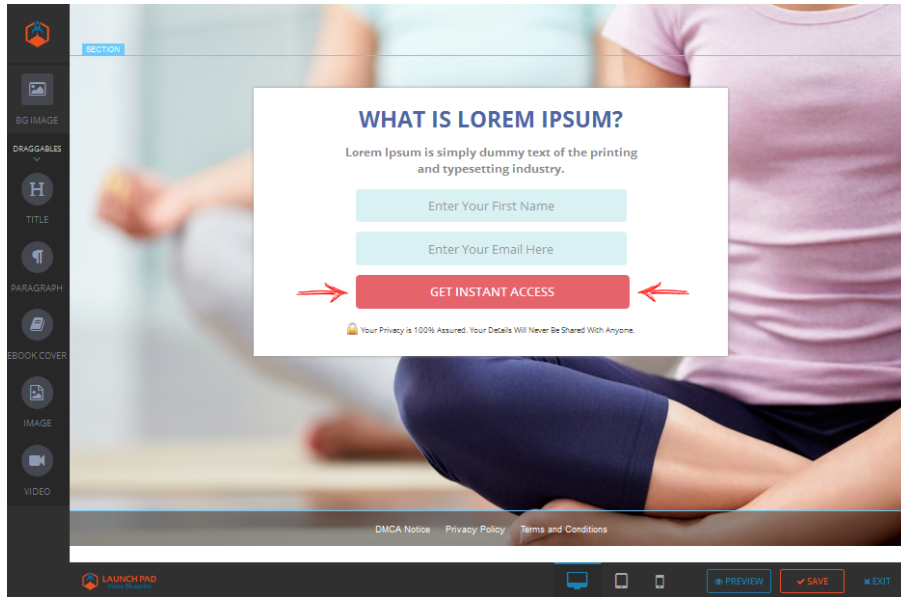 SECTION
BG IMAGE
DRAGGABLES
H
TITLE
¶
PARAGRAPH
EBOOK COVER
IMAGE
VIDEO
WHAT IS LOREM IPSUM?
Lorem Ipsum is simply dummy text of the printing
and typesetting industry.
Enter Your First Name
Enter Your Email Here
GET INSTANT ACCESS
Your Privacy is 100% Assured. Your Details Will Never Be Shared With Anyone.
DMCA Notice Privacy Policy Terms and Conditions
LAUNCH PAD
PREVIEW
SAVE
EXIT